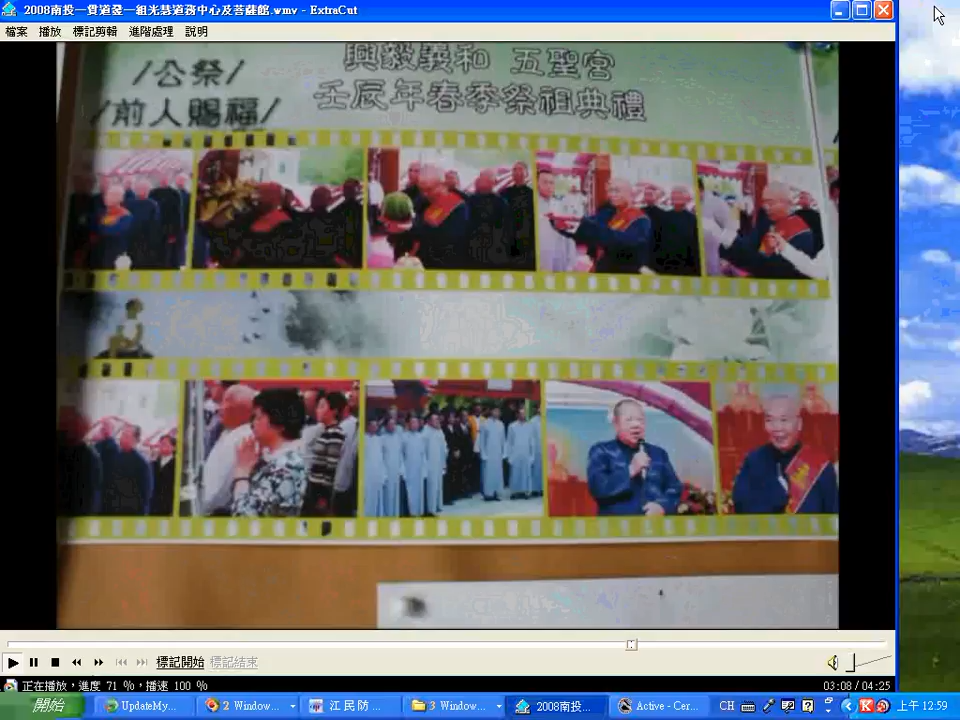 2008南投一貫道發一組光慧道務中心及菩薩館.wmv - ExtraCut
檔案 播放 標記剪輯 進階處理 說明
興毅義和 五聖宮
/公祭/
壬辰年春季祭祖典禮
/前人賜福/
標記開始 標記結束
正在播放，進度 71 %，播速 100 %
03:08 / 04:25
開始 UpdateMy... 2 Window... 江民防... 3 Window... 2008南投... Active - Cer... CH 上午 12:59